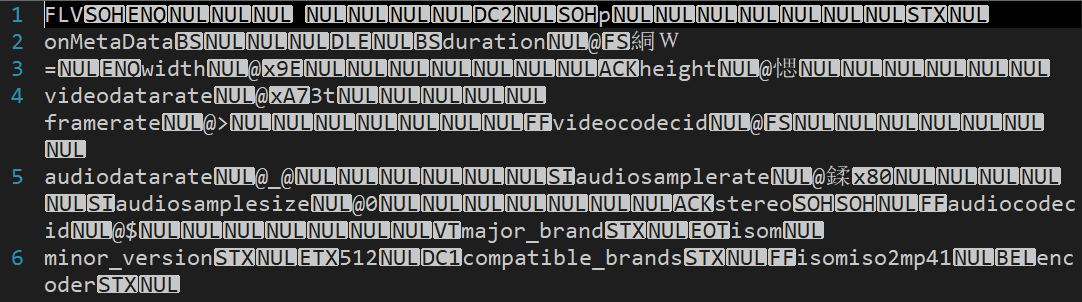 1 FLVSOHENQNULNULNUL NULNULNULNULDC2NULSOHpNULNULNULNULNULNULNULSTXNUL
2 onMetaDataBSNULNULNULDLENULBSdurationNUL@FS絅Ｗ
3 =NULENQwidthNUL@x9ENULNULNULNULNULNULNULACKheightNUL@愢NULNULNULNULNULNUL
4 videodatarateNUL@xA73tNULNULNULNULNUL
framerateNUL@>NULNULNULNULNULNULNULFFvideocodecidNUL@FSNULNULNULNULNULNUL
NUL
5 audiodatarateNUL@_@NULNULNULNULNULNULSIaudiosamplerateNUL@鍒x80NULNULNULNUL
NULSIaudiosamplesizeNUL@0NULNULNULNULNULNULNULACKstereoSOHSOHNULFFaudiocodec
idNUL@$NULNULNULNULNULNULNULVTmajor_brandSTXNULEOTisomNUL
6 minor_versionSTXNULETX512NULDC1compatible_brandsSTXNULFFisomiso2mp41NULBELenc
oderSTXNUL